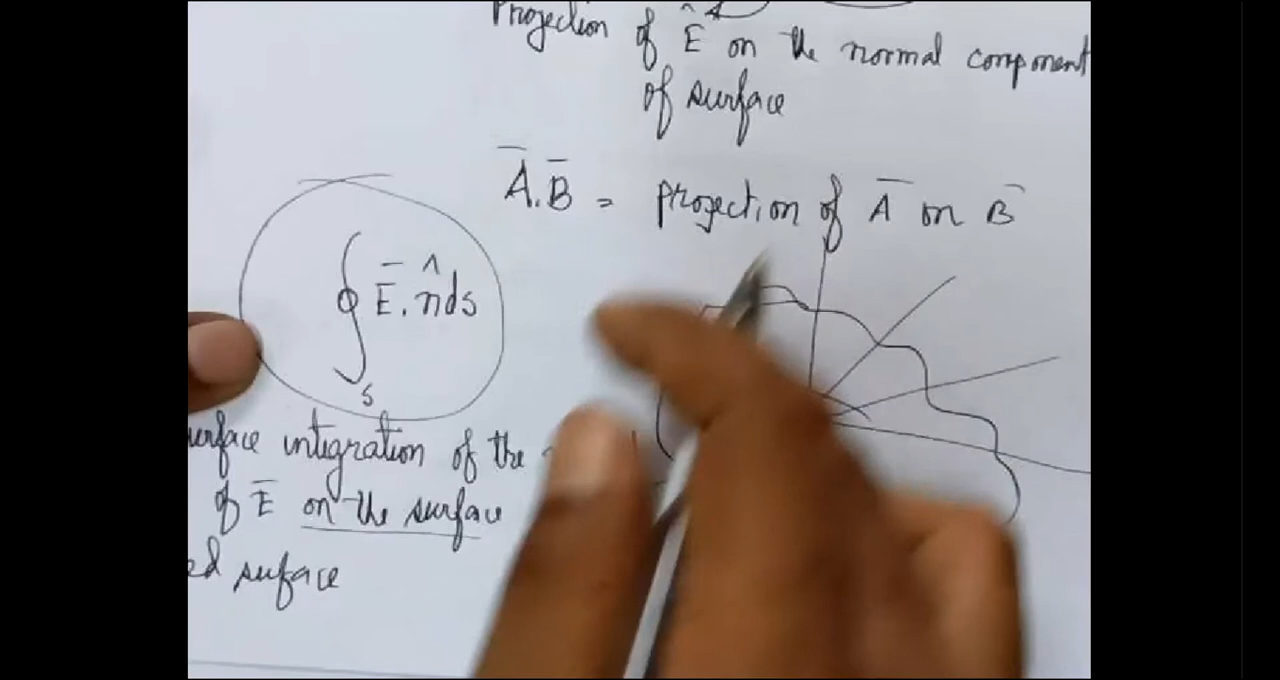 Projection of Ê on the normal component
of surface
A̅.B̅ = projection of A̅ on B̅
∮ E̅.n̂ds
s
urface integration of the
of E̅ on the surface
ed suface